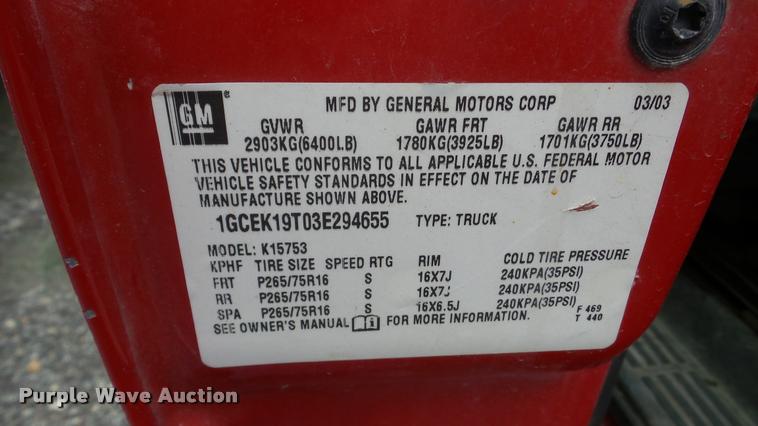 GM
MFD BY GENERAL MOTORS CORP 03/03
GVWR GAWR FRT GAWR RR
2903KG(6400LB) 1780KG(3925LB) 1701KG(3750LB)
THIS VEHICLE CONFORMS TO ALL APPLICABLE U.S. FEDERAL MOTOR
VEHICLE SAFETY STANDARDS IN EFFECT ON THE DATE OF
MANUFACTURE SHOWN ABOVE.
1GCEK19T03E294655 TYPE: TRUCK
MODEL: K15753
KPHF TIRE SIZE SPEED RTG RIM COLD TIRE PRESSURE
FRT P265/75R16 S 16X7J 240KPA(35PSI)
RR P265/75R16 S 16X7J 240KPA(35PSI)
SPA P265/75R16 S 16X6.5J 240KPA(35PSI)
SEE OWNER'S MANUAL FOR MORE INFORMATION.
F 469
T 440
Purple Wave Auction